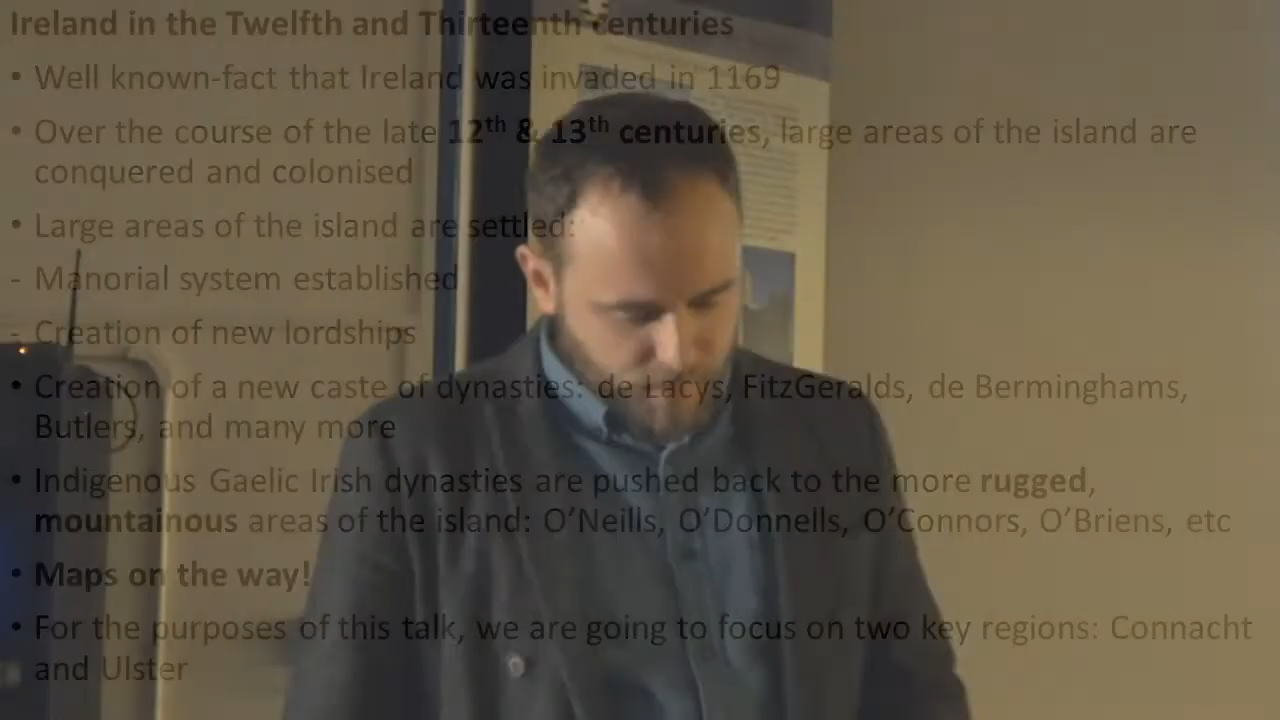 Ireland in the Twelfth and Thirteenth centuries
• Well known-fact that Ireland was invaded in 1169
• Over the course of the late 12th & 13th centuries, large areas of the island are
conquered and colonised
• Large areas of the island are settled:
- Manorial system established
- Creation of new lordships
• Creation of a new caste of dynasties: de Lacys, FitzGeralds, de Berminghams,
Butlers, and many more
• Indigenous Gaelic Irish dynasties are pushed back to the more rugged,
mountainous areas of the island: O’Neills, O’Donnells, O’Connors, O’Briens, etc
• Maps on the way!
• For the purposes of this talk, we are going to focus on two key regions: Connacht
and Ulster